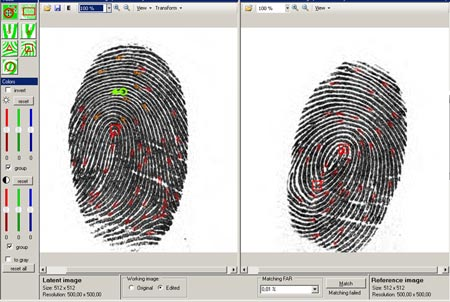 100 %
View
Transform
100 %
View
Colors
invert
reset
0 0 0
group
reset
0 0 0
group
to gray
reset all
Latent image
Size: 512 x 512
Resolution: 500,00 x 500,00
Working image
Original Edited
Matching FAR
0,01 %
Match
Matching failed
Reference image
Size: 512 x 512
Resolution: 500,00 x 500,00